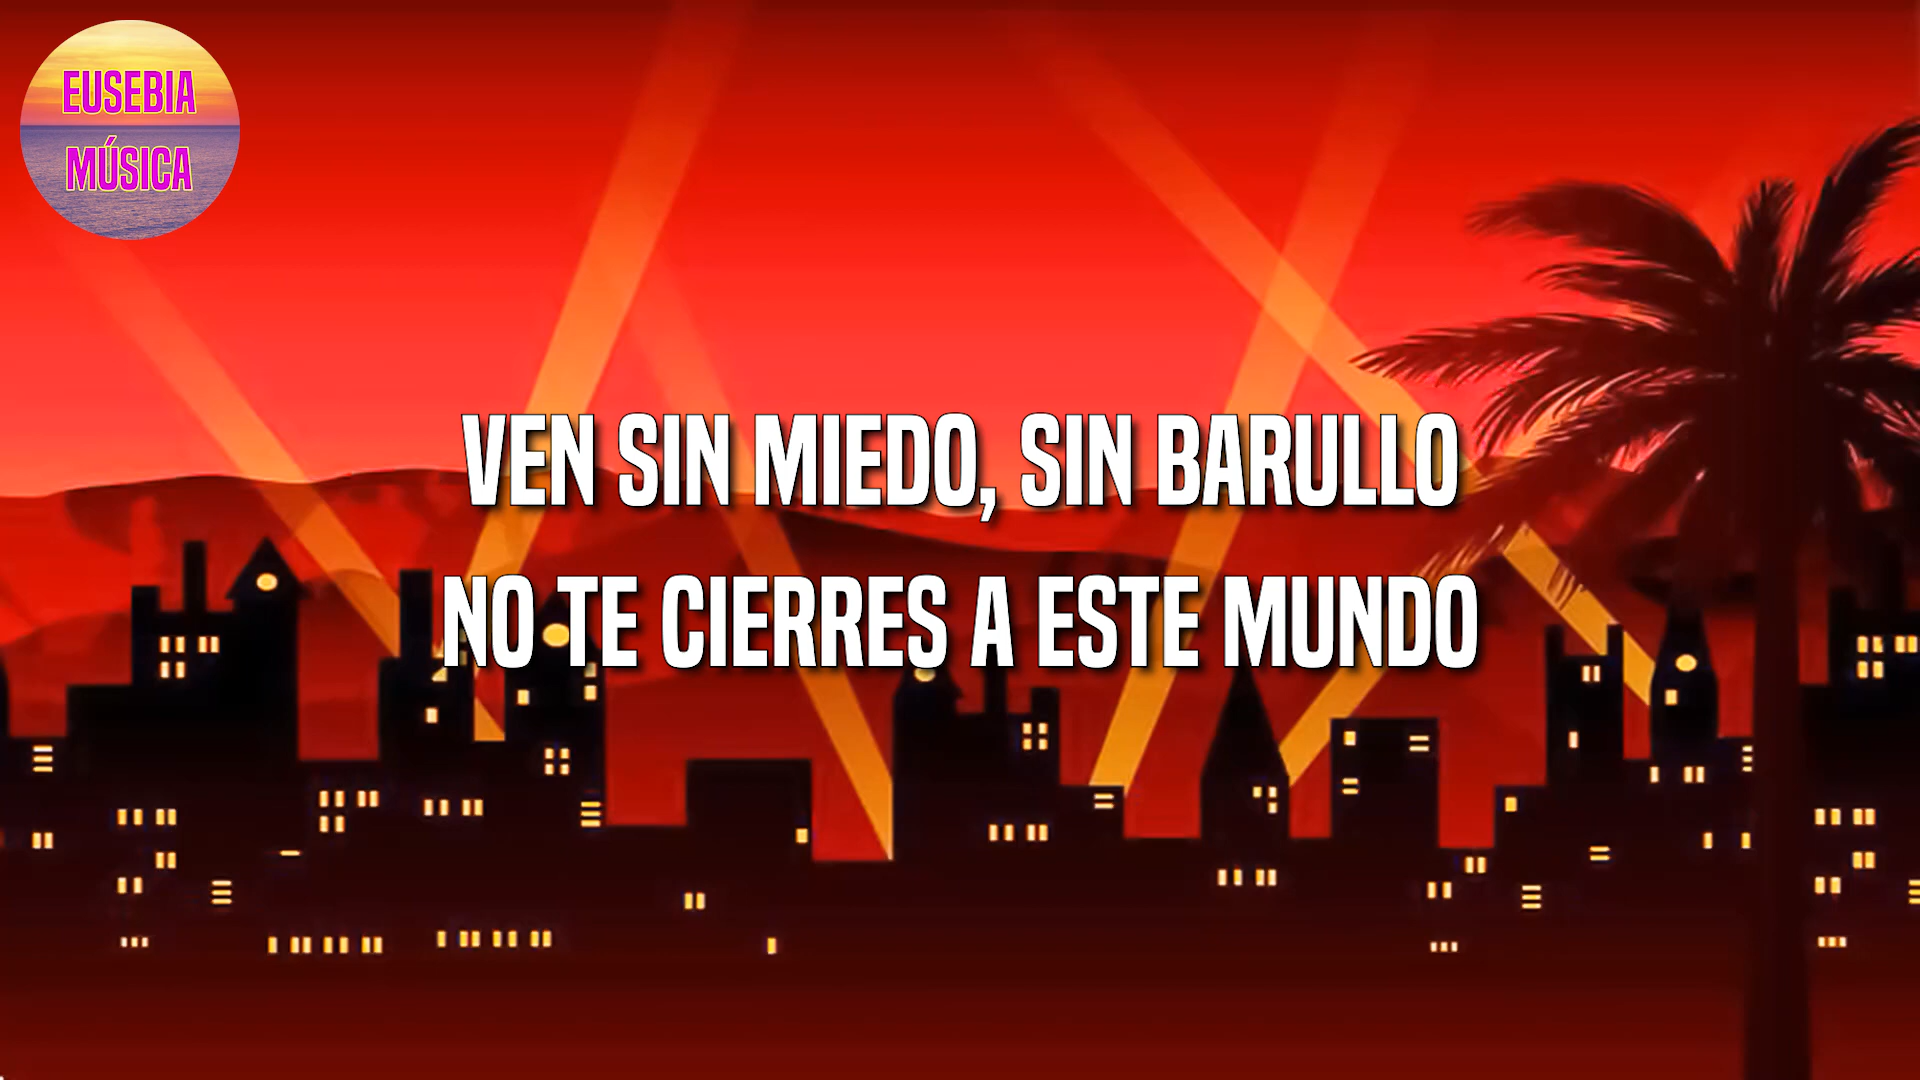 EUSEBIA
MÚSICA
VEN SIN MIEDO, SIN BARULLO
NO TE CIERRES A ESTE MUNDO